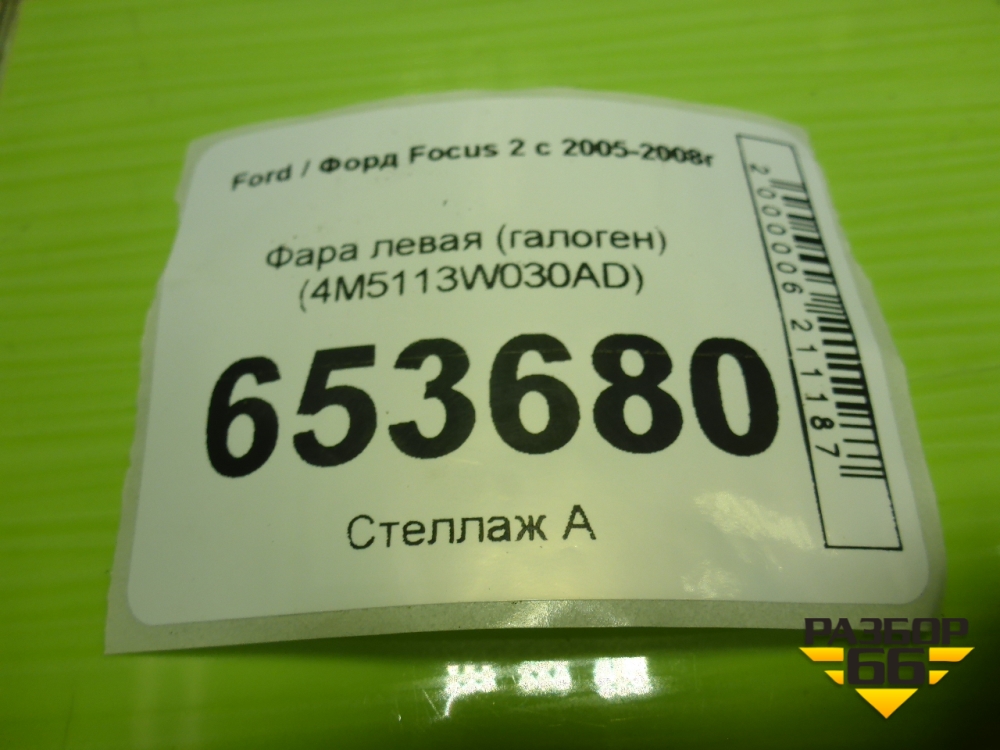 Ford / Форд Focus 2 с 2005-2008г
Фара левая (галоген)
(4M5113W030AD)
653680
Стеллаж А
2000006211187
РАЗБОР
66